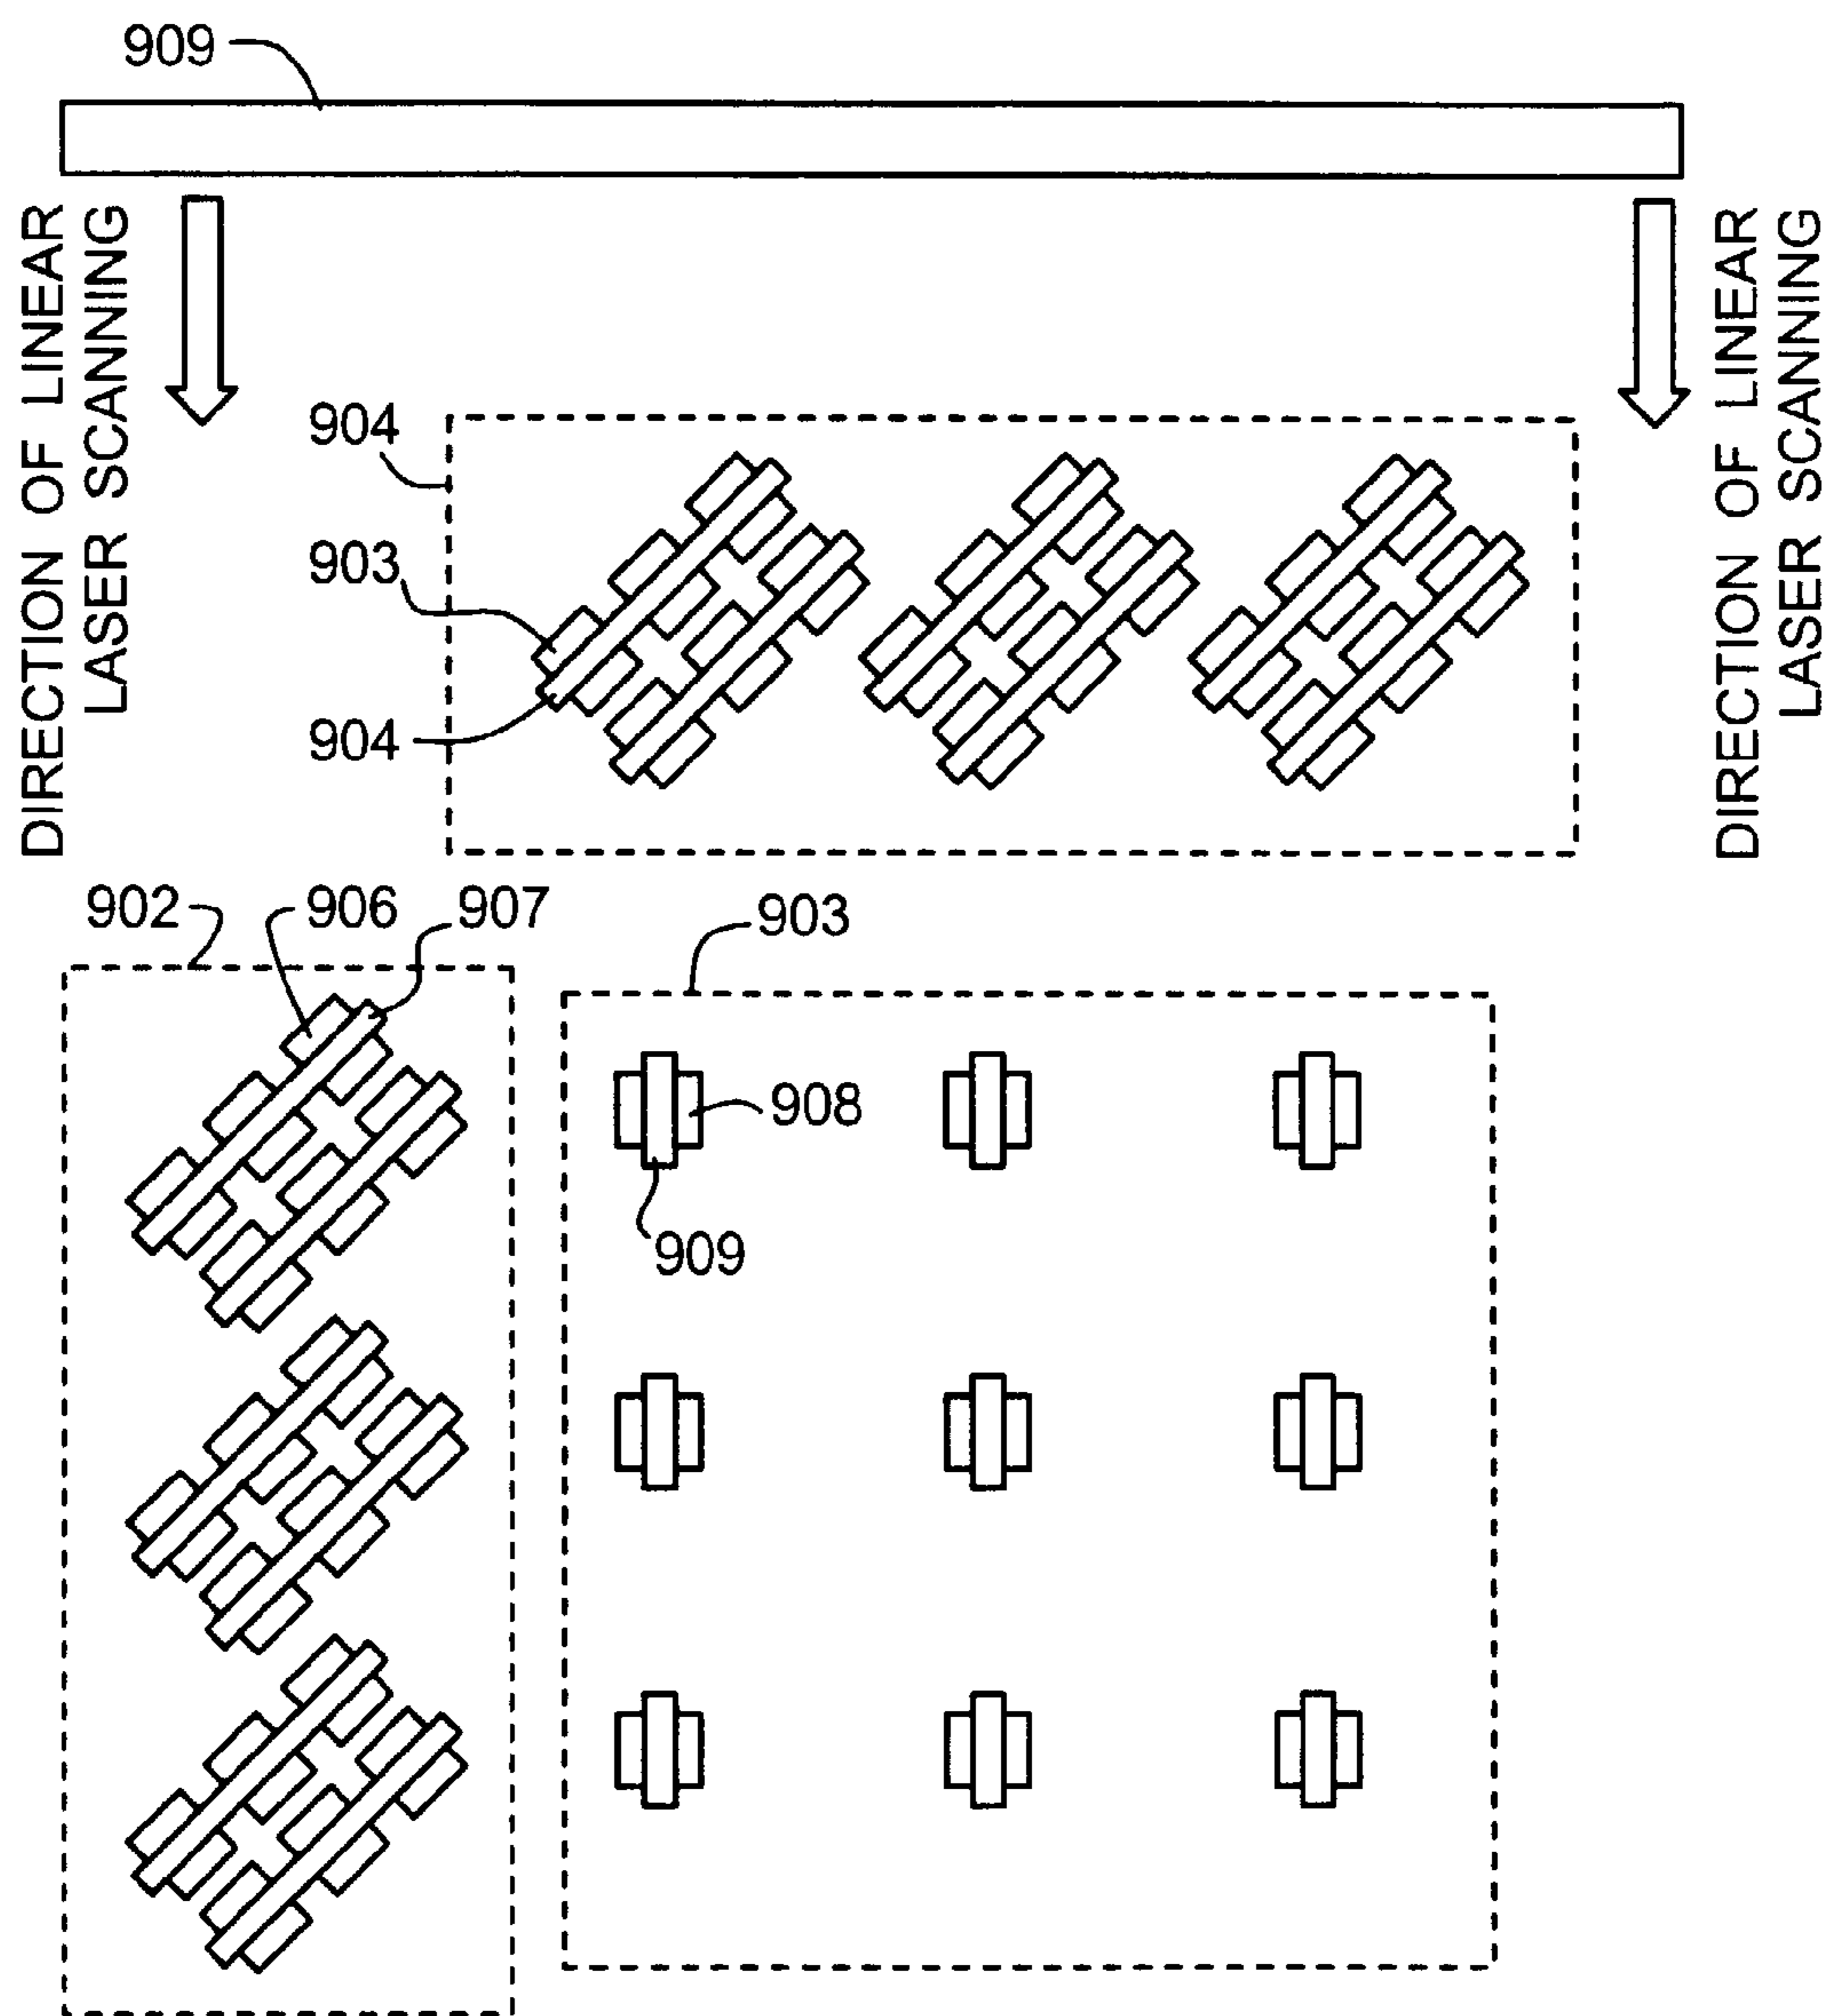 909
DIRECTION OF LINEAR
LASER SCANNING
DIRECTION OF LINEAR
LASER SCANNING
904
903
904
902
906
907
903
908
909